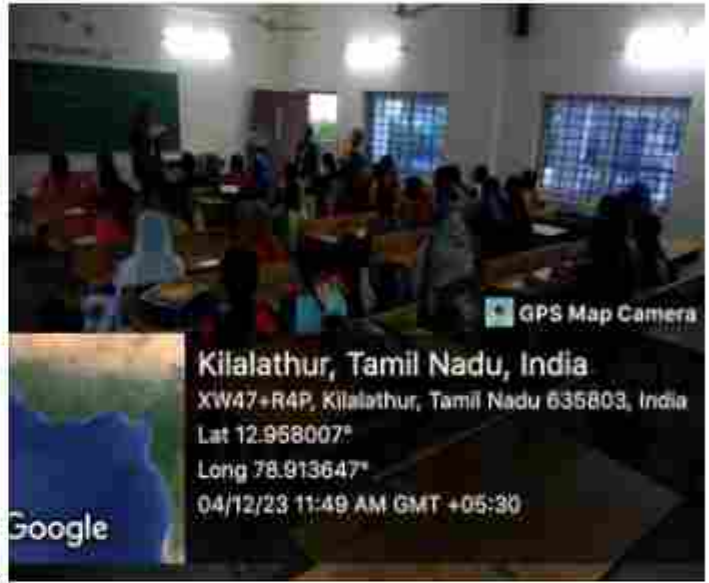 GPS Map Camera
Kilalathur, Tamil Nadu, India
XW47+R4P, Kilalathur, Tamil Nadu 635803, India
Lat 12.958007°
Long 78.913647°
04/12/23 11:49 AM GMT +05:30
Google